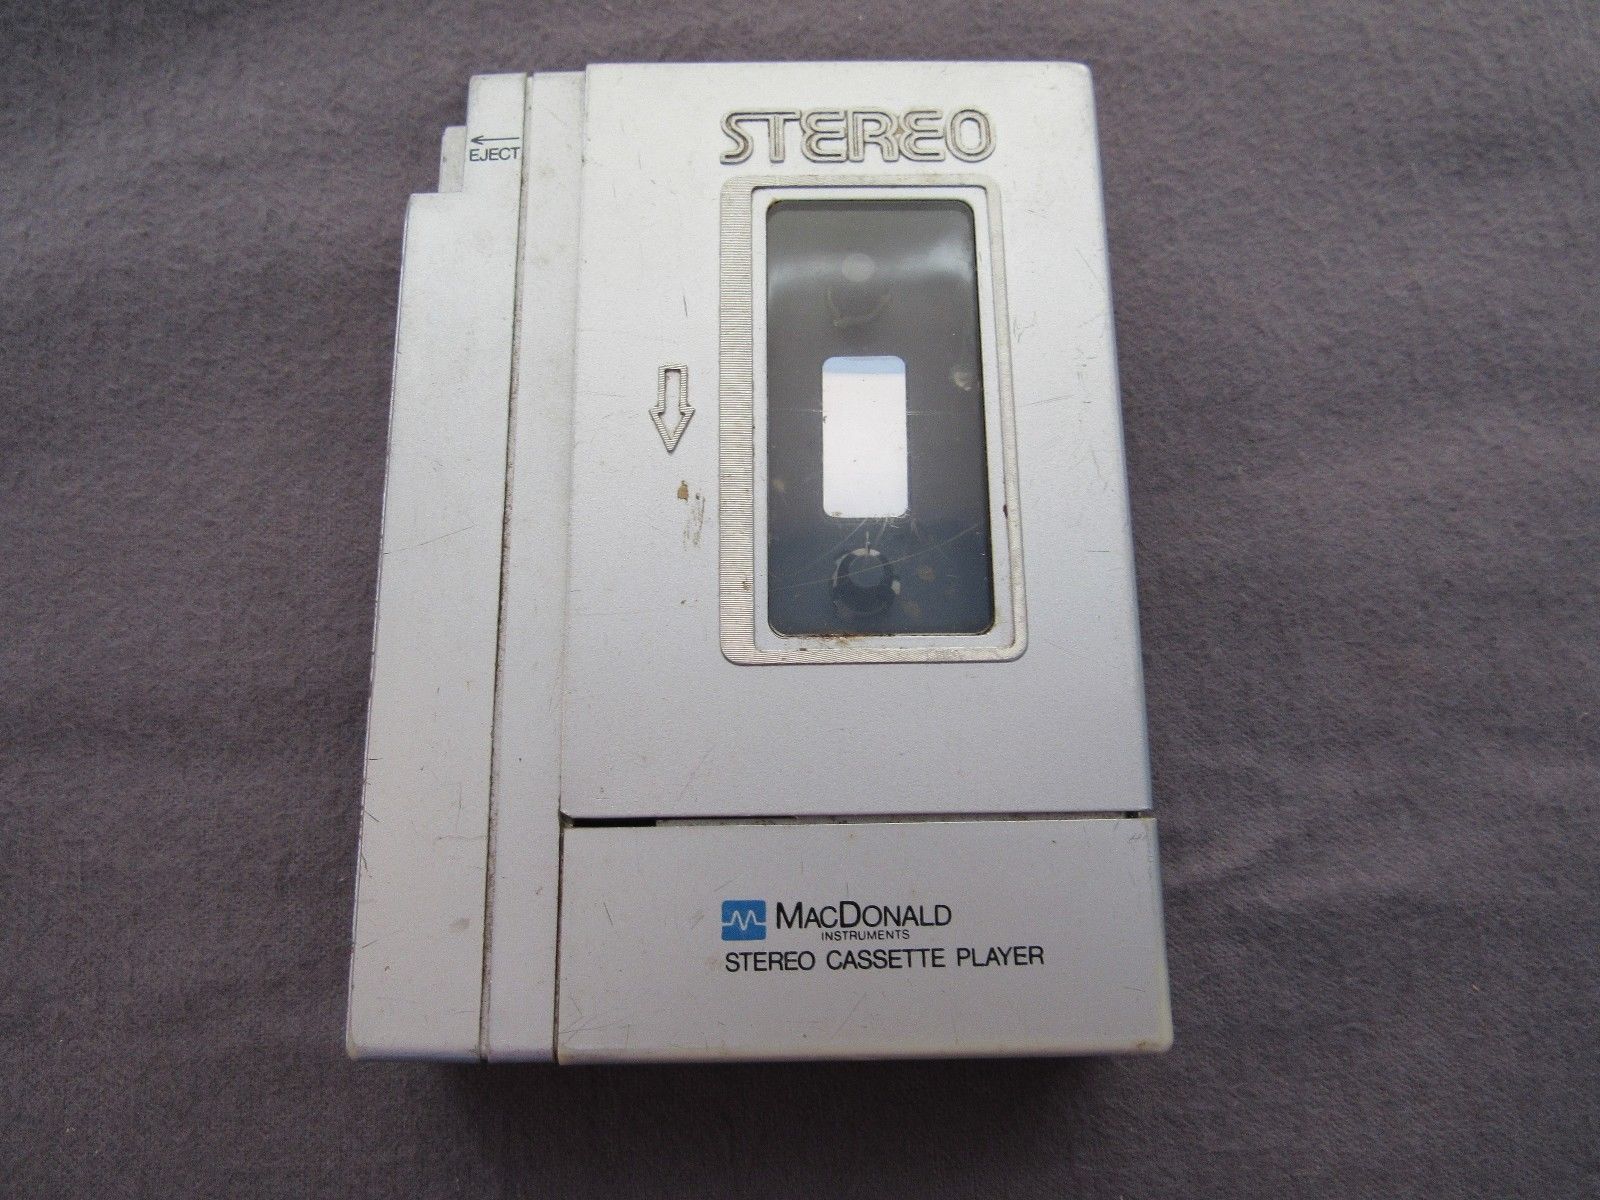 STEREO
EJECT
MACDONALD
INSTRUMENTS
STEREO CASSETTE PLAYER